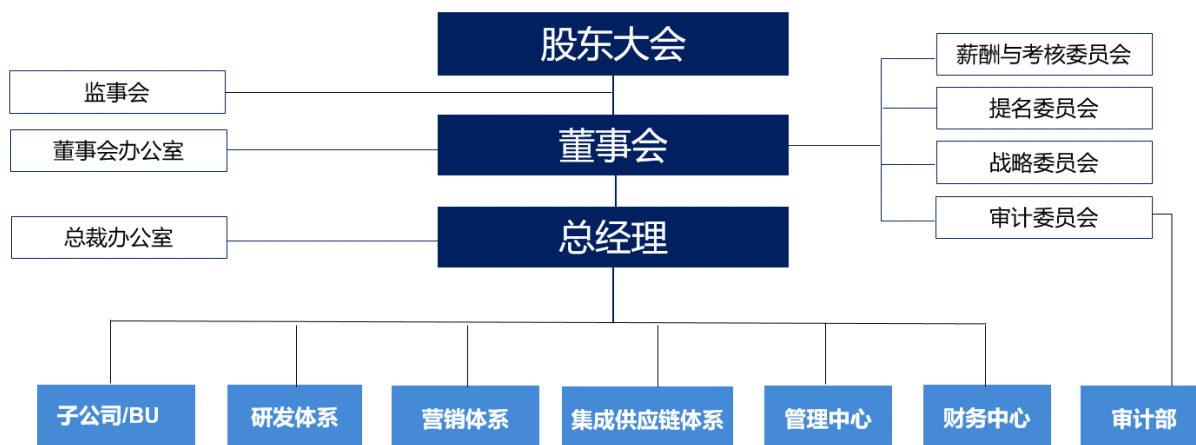 股东大会
薪酬与考核委员会
监事会
提名委员会
董事会办公室
董事会
战略委员会
总裁办公室
总经理
审计委员会
子公司/BU
研发体系
营销体系
集成供应链体系
管理中心
财务中心
审计部